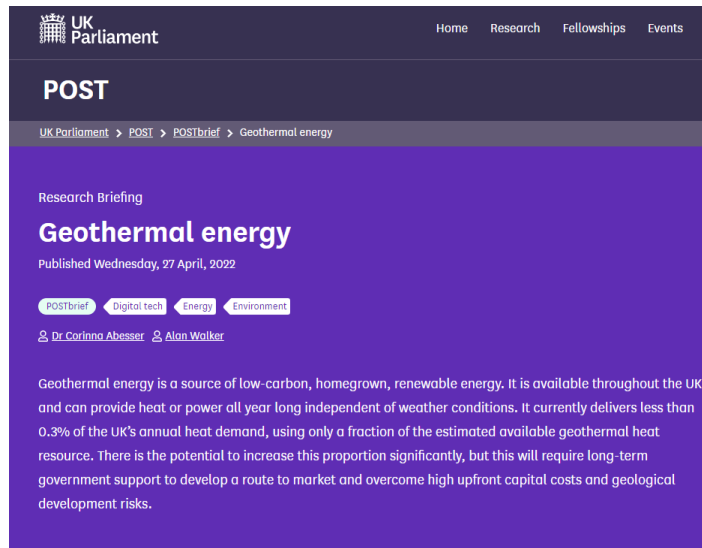 UK
Parliament
Home Research Fellowships Events
POST
UK Parliament > POST > POSTbrief > Geothermal energy
Research Briefing
Geothermal energy
Published Wednesday, 27 April, 2022
POSTbrief Digital tech Energy Environment
Dr Corinna Abesser Alan Walker
Geothermal energy is a source of low-carbon, homegrown, renewable energy. It is available throughout the UK
and can provide heat or power all year long independent of weather conditions. It currently delivers less than
0.3% of the UK's annual heat demand, using only a fraction of the estimated available geothermal heat
resource. There is the potential to increase this proportion significantly, but this will require long-term
government support to develop a route to market and overcome high upfront capital costs and geological
development risks.